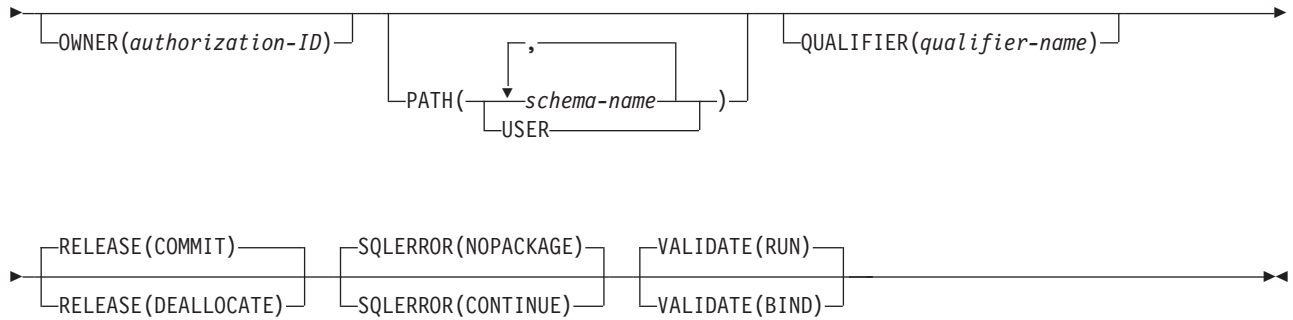 OWNER(authorization-ID)
,
PATH( schema-name )
USER
QUALIFIER(qualifier-name)
RELEASE(COMMIT) SQLERROR(NOPACKAGE) VALIDATE(RUN)
RELEASE(DEALLOCATE) SQLERROR(CONTINUE) VALIDATE(BIND)